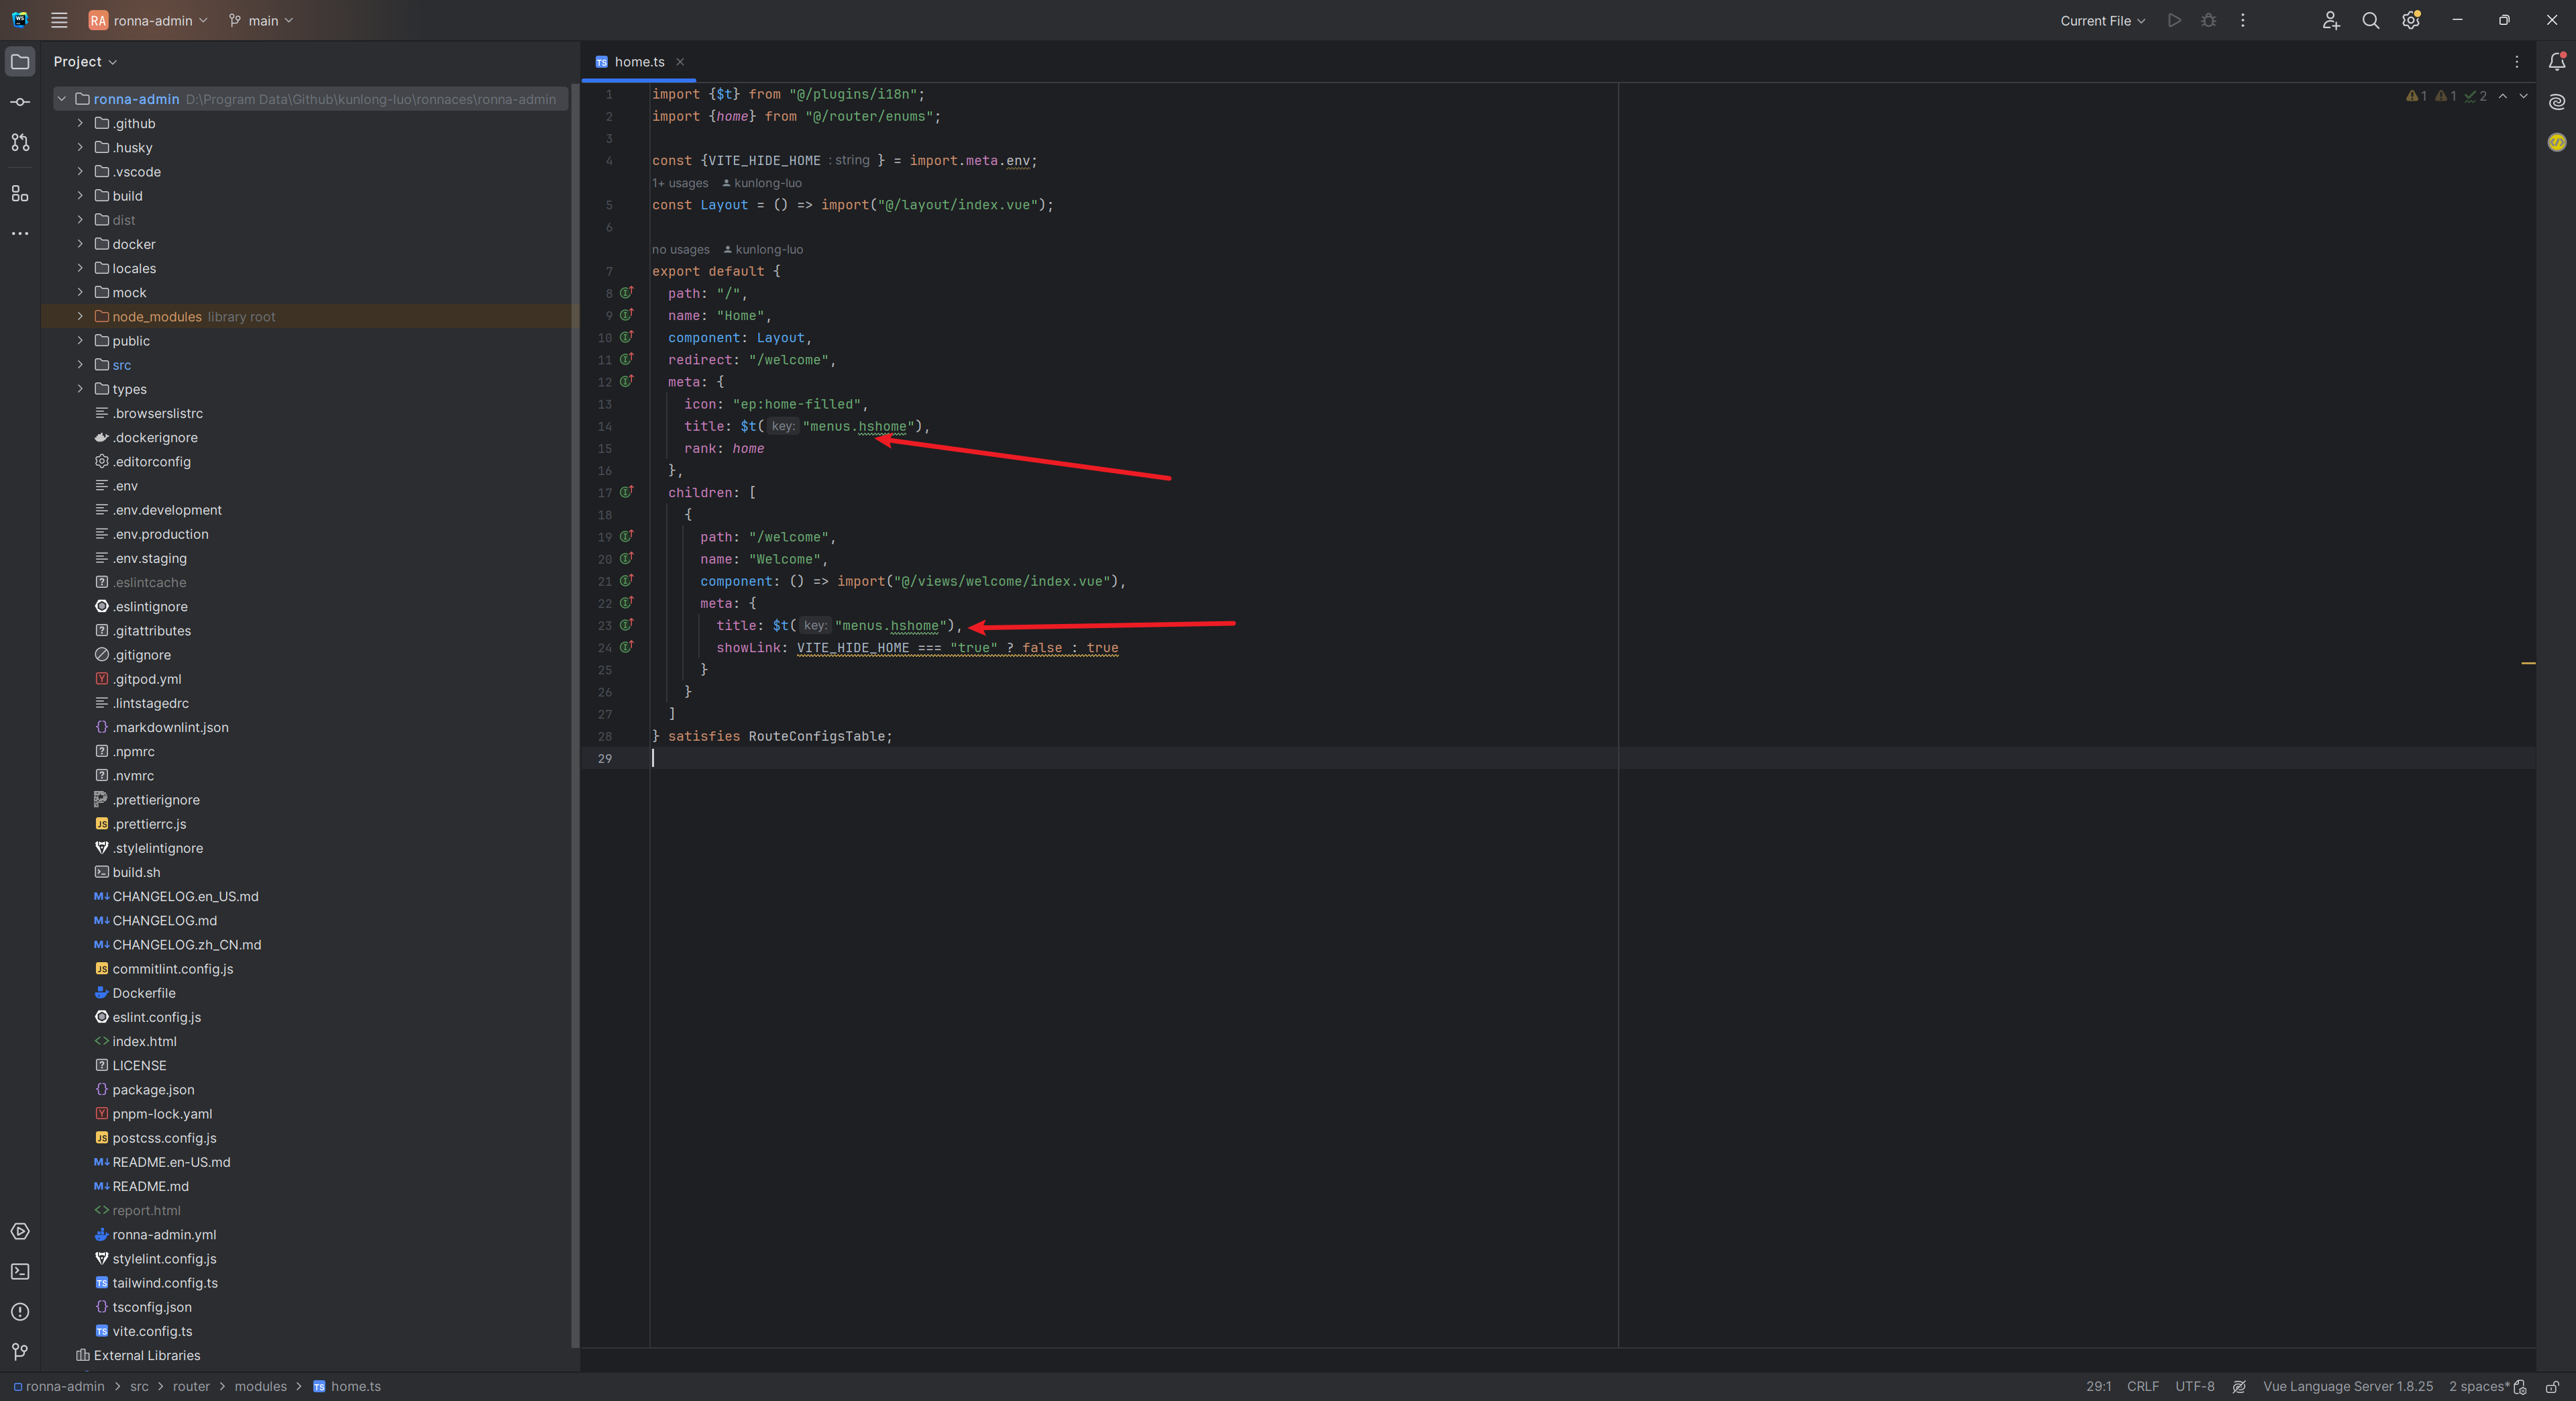 RA ronna-admin main Current File
Project
home.ts
ronna-admin D:\Program Data\Github\kunlong-luo\ronnaces\ronna-admin
.github
.husky
.vscode
build
dist
docker
locales
mock
node_modules library root
public
src
types
.browserslistrc
.dockerignore
.editorconfig
.env
.env.development
.env.production
.env.staging
.eslintcache
.eslintignore
.gitattributes
.gitignore
.gitpod.yml
.lintstagedrc
.markdownlint.json
.npmrc
.nvmrc
.prettierignore
.prettierrc.js
.stylelintignore
build.sh
CHANGELOG.en_US.md
CHANGELOG.md
CHANGELOG.zh_CN.md
commitlint.config.js
Dockerfile
eslint.config.js
index.html
LICENSE
package.json
pnpm-lock.yaml
postcss.config.js
README.en-US.md
README.md
report.html
ronna-admin.yml
stylelint.config.js
tailwind.config.ts
tsconfig.json
vite.config.ts
External Libraries
1 import {$t} from "@/plugins/i18n";
1 1 2
2 import {home} from "@/router/enums";
3
4 const {VITE_HIDE_HOME : string } = import.meta.env;
1+ usages kunlong-luo
5 const Layout = () => import("@/layout/index.vue");
6
no usages kunlong-luo
7 export default {
8 path: "/",
9 name: "Home",
10 component: Layout,
11 redirect: "/welcome",
12 meta: {
13 icon: "ep:home-filled",
14 title: $t( key: "menus.hshome"),
15 rank: home
16 },
17 children: [
18 {
19 path: "/welcome",
20 name: "Welcome",
21 component: () => import("@/views/welcome/index.vue"),
22 meta: {
23 title: $t( key: "menus.hshome"),
24 showLink: VITE_HIDE_HOME === "true" ? false : true
25 }
26 }
27 ]
28 } satisfies RouteConfigsTable;
29
ronna-admin > src > router > modules > home.ts 29:1 CRLF UTF-8 Vue Language Server 1.8.25 2 spaces*